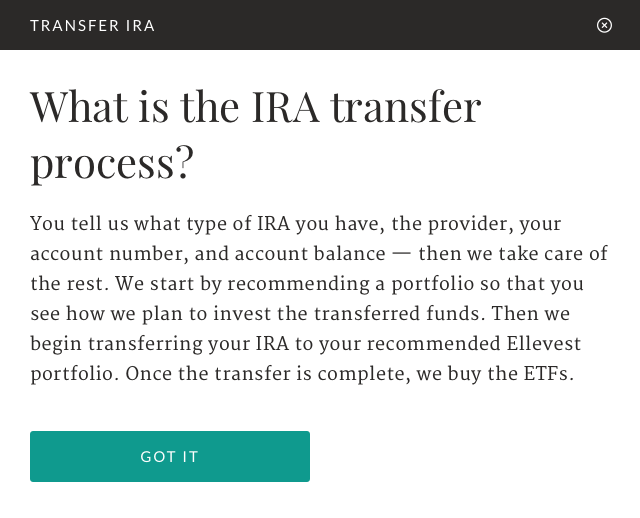 TRANSFER IRA
What is the IRA transfer
process?
You tell us what type of IRA you have, the provider, your
account number, and account balance — then we take care of
the rest. We start by recommending a portfolio so that you
see how we plan to invest the transferred funds. Then we
begin transferring your IRA to your recommended Ellevest
portfolio. Once the transfer is complete, we buy the ETFs.
GOT IT